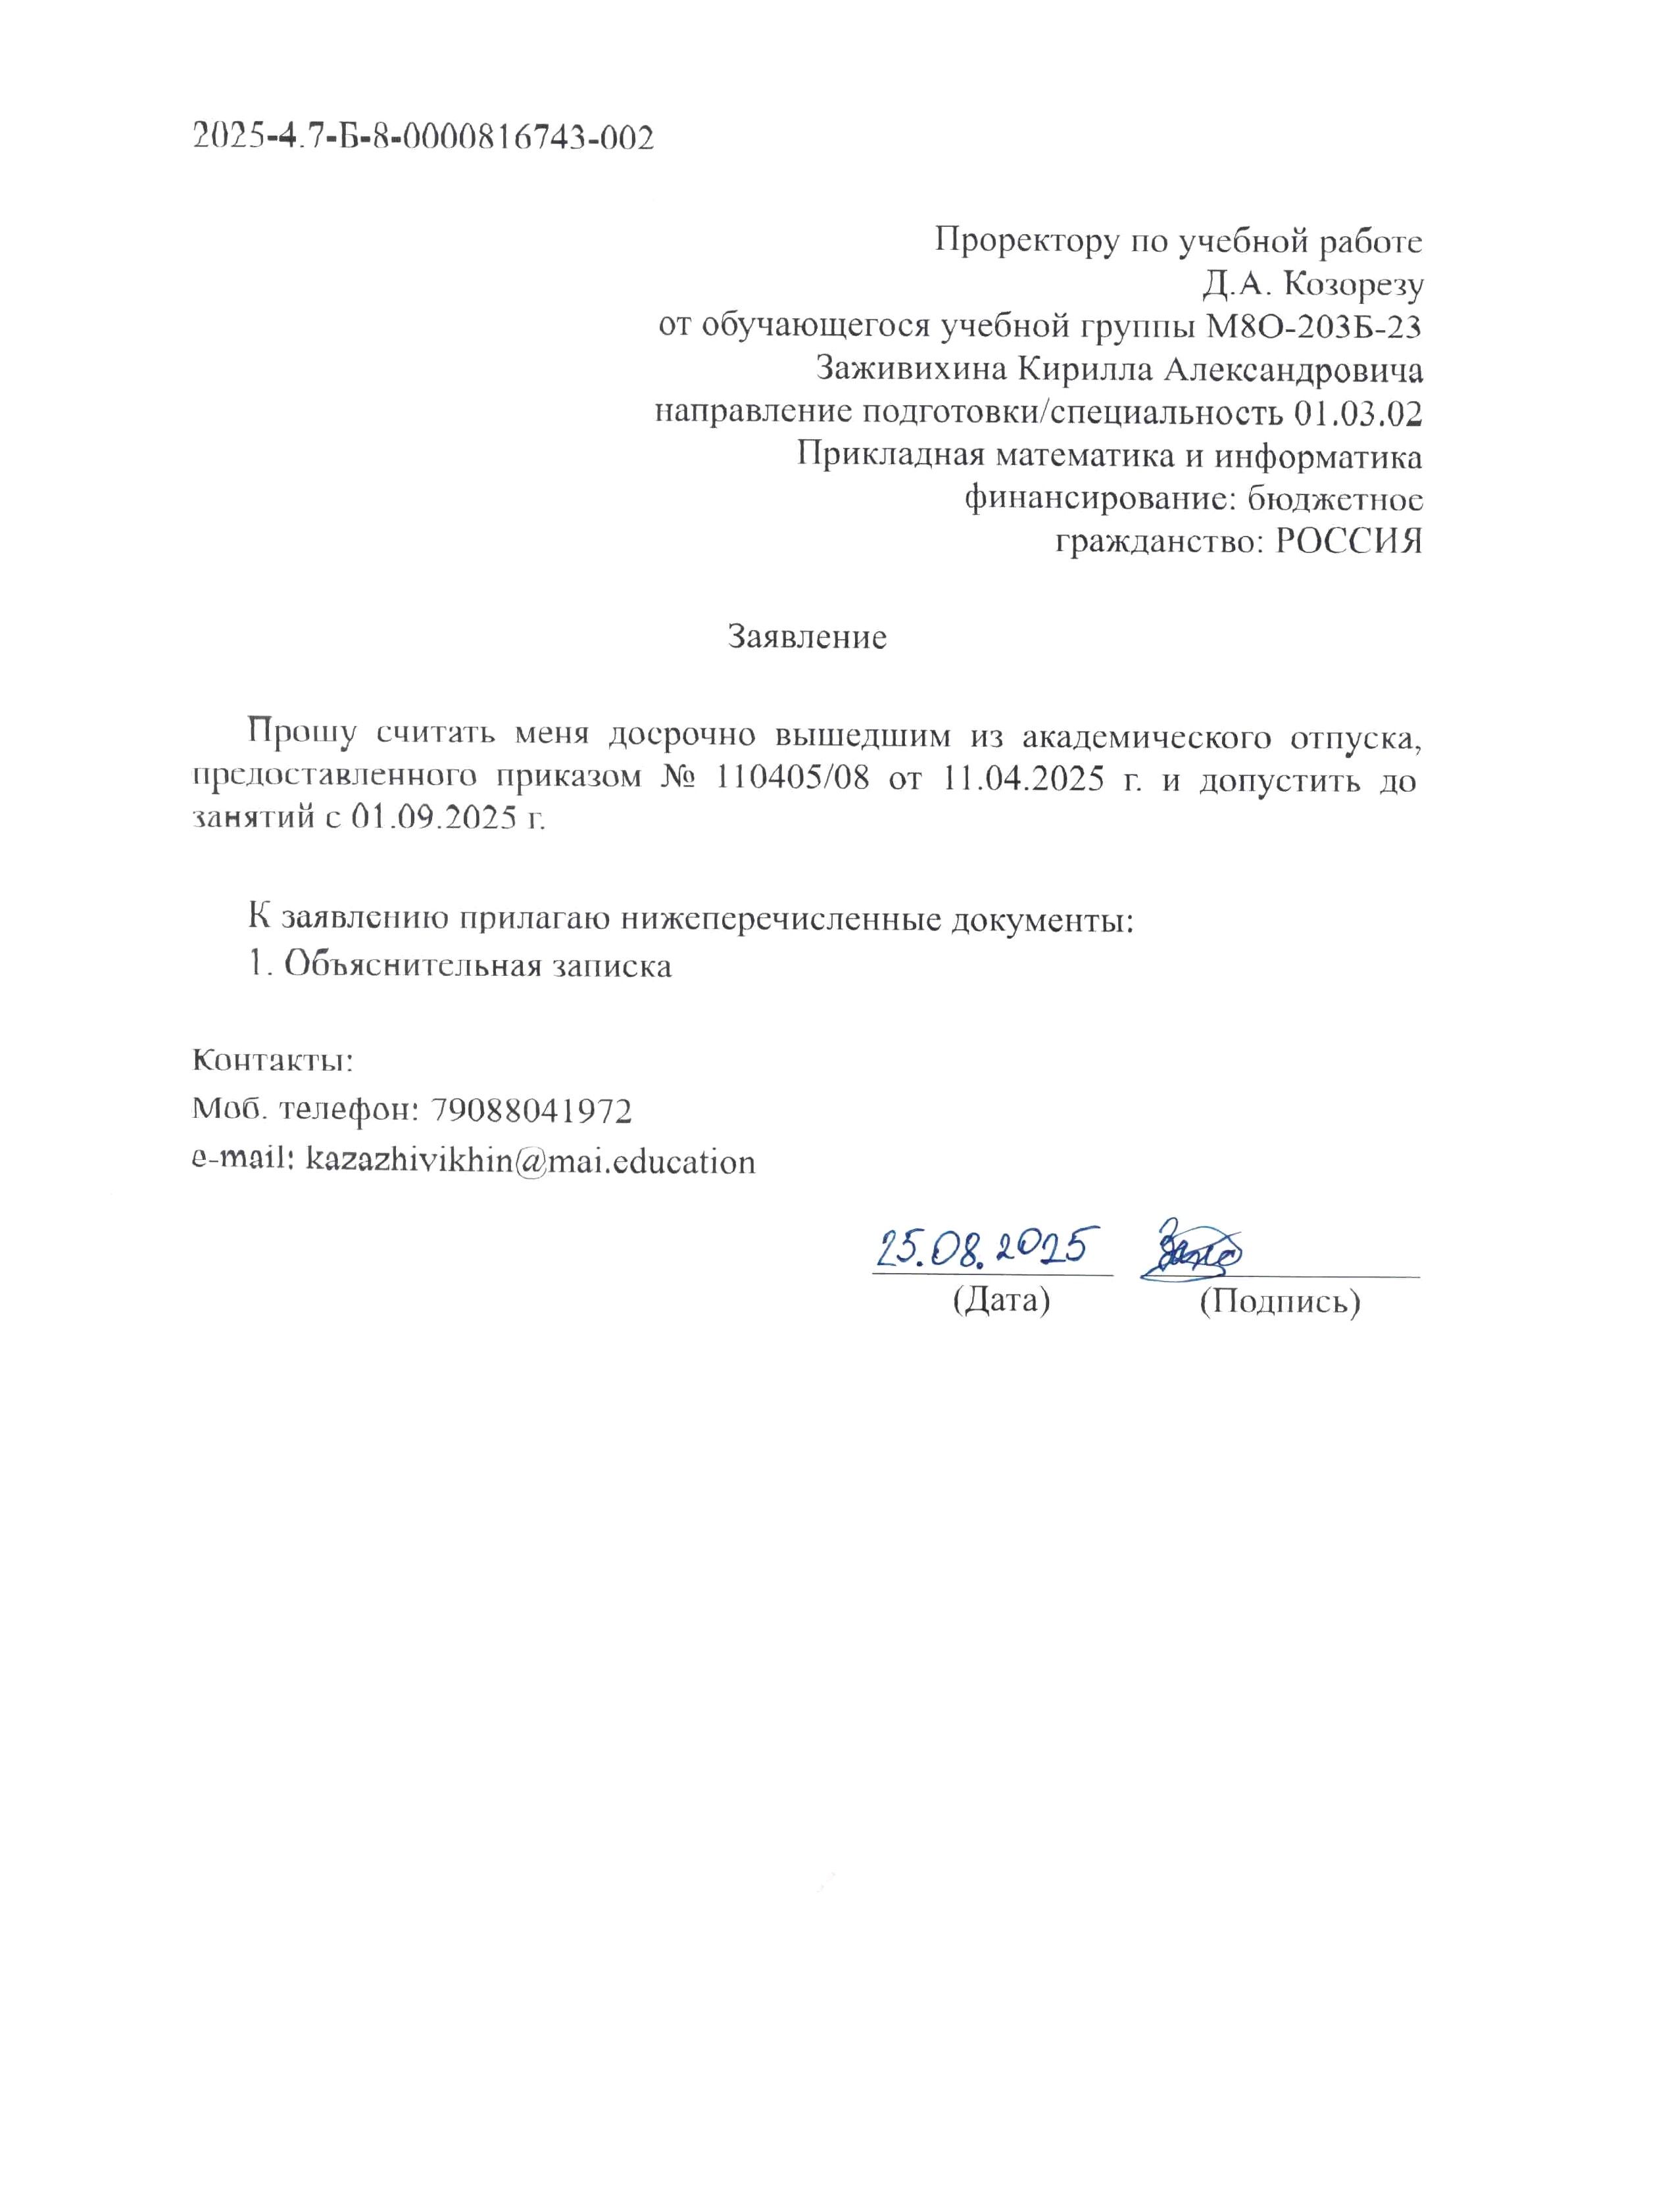 2025-4.7-Б-8-0000816743-002
Проректору по учебной работе
Д.А. Козорезу
от обучающегося учебной группы М8О-203Б-23
Заживихина Кирилла Александровича
направление подготовки/специальность 01.03.02
Прикладная математика и информатика
финансирование: бюджетное
гражданство: РОССИЯ
Заявление
Прошу считать меня досрочно вышедшим из академического отпуска,
предоставленного приказом № 110405/08 от 11.04.2025 г. и допустить до
занятий с 01.09.2025 г.
К заявлению прилагаю нижеперечисленные документы:
1. Объяснительная записка
Контакты:
Моб. телефон: 79088041972
e-mail: kazazhivikhin@mai.education
25.08.2025
(Дата) (Подпись)